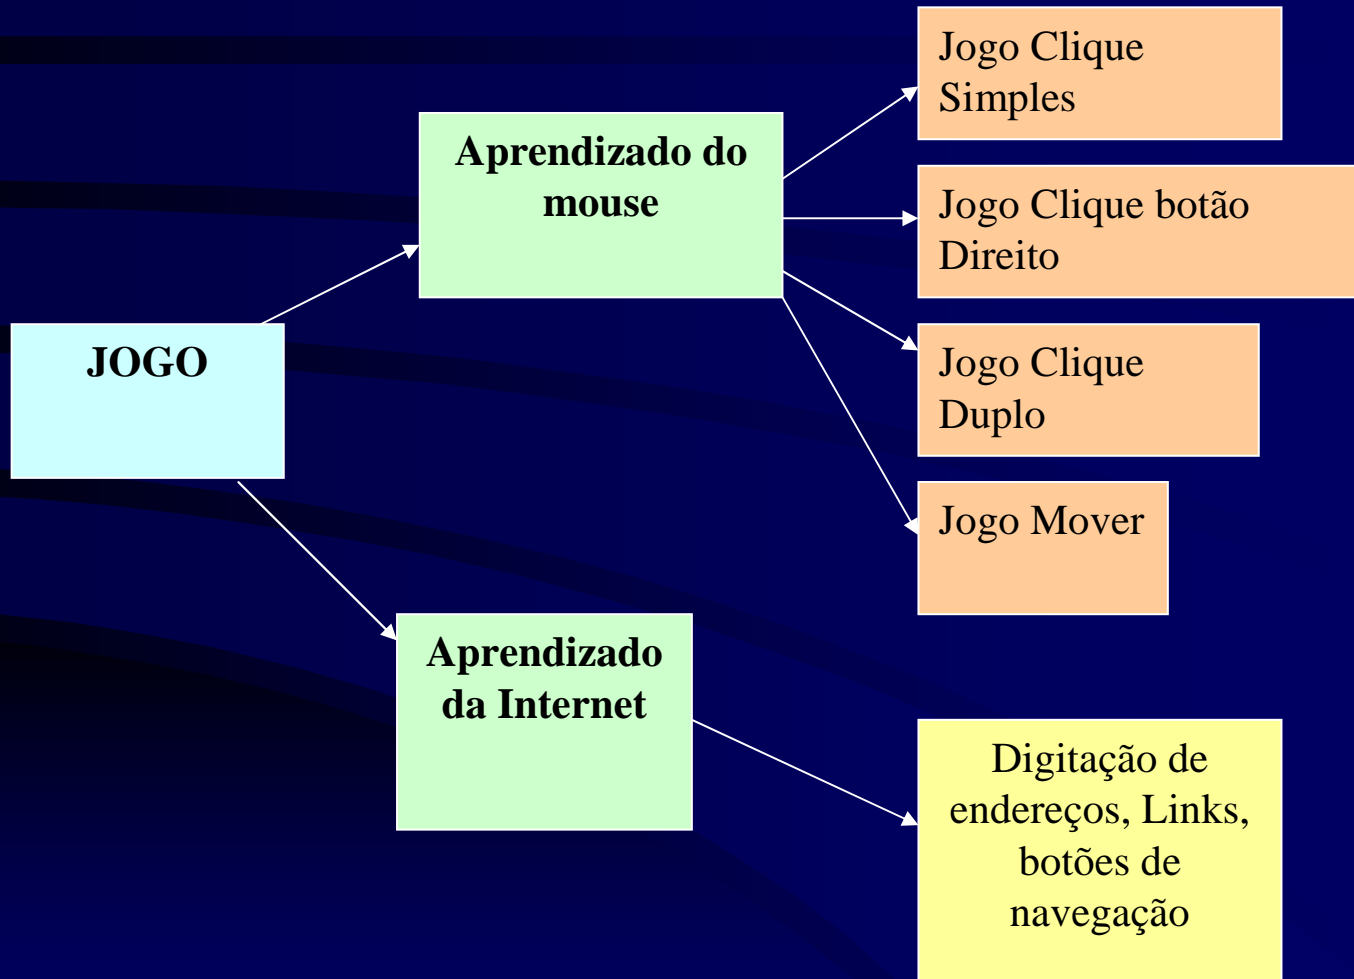 JOGO
Aprendizado do
mouse
Jogo Clique
Simples
Jogo Clique botão
Direito
Jogo Clique
Duplo
Jogo Mover
Aprendizado
da Internet
Digitação de
endereços, Links,
botões de
navegação